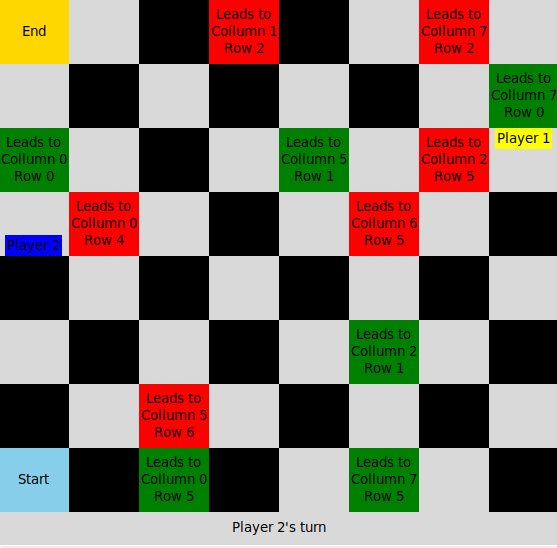 End
Leads to
Collumn 1
Row 2
Leads to
Collumn 7
Row 2
Leads to
Collumn 7
Row 0
Leads to
Collumn 0
Row 0
Leads to
Collumn 5
Row 1
Leads to
Collumn 2
Row 5
Player 1
Leads to
Collumn 0
Row 4
Leads to
Collumn 6
Row 5
Player 2
Leads to
Collumn 2
Row 1
Leads to
Collumn 5
Row 6
Start
Leads to
Collumn 0
Row 5
Leads to
Collumn 7
Row 5
Player 2's turn